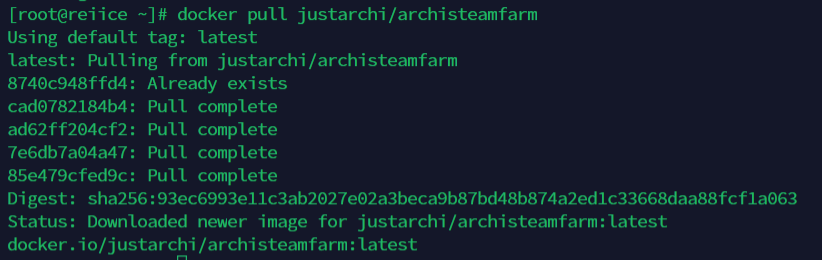 [root@reiice ~]# docker pull justarchi/archisteamfarm
Using default tag: latest
latest: Pulling from justarchi/archisteamfarm
8740c948ffd4: Already exists
cad0782184b4: Pull complete
ad62ff204cf2: Pull complete
7e6db7a04a47: Pull complete
85e479cfed9c: Pull complete
Digest: sha256:93ec6993e11c3ab2027e02a3beca9b87bd48b874a2ed1c33668daa88fcf1a063
Status: Downloaded newer image for justarchi/archisteamfarm:latest
docker.io/justarchi/archisteamfarm:latest